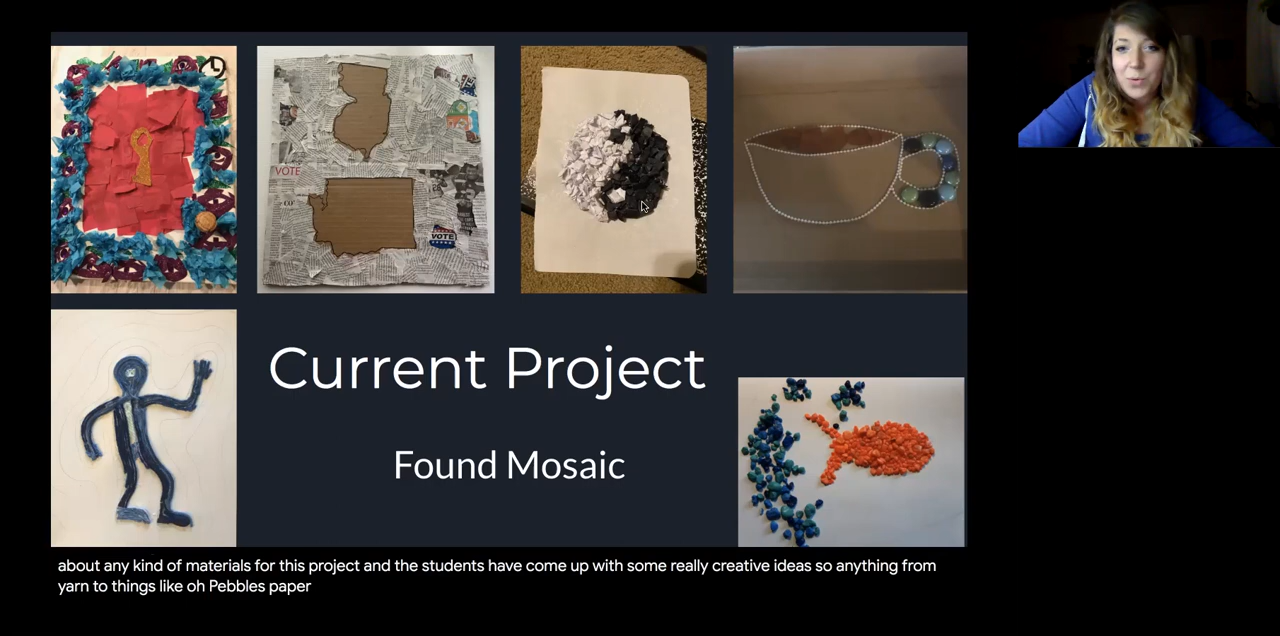 VOTE
VOTE
Current Project
Found Mosaic
about any kind of materials for this project and the students have come up with some really creative ideas so anything from
yarn to things like oh Pebbles paper